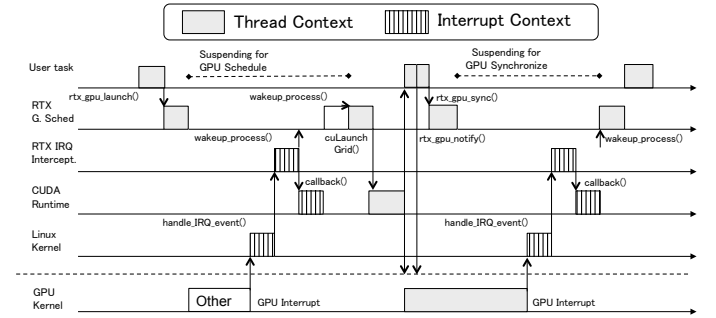 Thread Context
Interrupt Context
Suspending for
GPU Schedule
Suspending for
GPU Synchronize
User task
rtx_gpu_launch()
wakeup_process()
rtx_gpu_sync()
RTX
G. Sched
wakeup_process()
cuLaunch
Grid()
rtx_gpu_notify()
wakeup_process()
RTX IRQ
Intercept.
callback()
callback()
CUDA
Runtime
handle_IRQ_event()
handle_IRQ_event()
Linux
Kernel
GPU
Kernel
Other
GPU Interrupt
GPU Interrupt